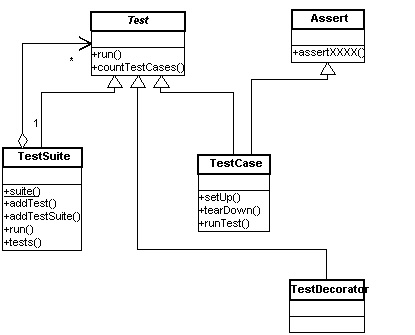 Test
+run()
+countTestCases()
Assert
+assertXXXX()
*
1
TestSuite
+suite()
+addTest()
+addTestSuite()
+run()
+tests()
TestCase
+setUp()
+tearDown()
+runTest()
TestDecorator